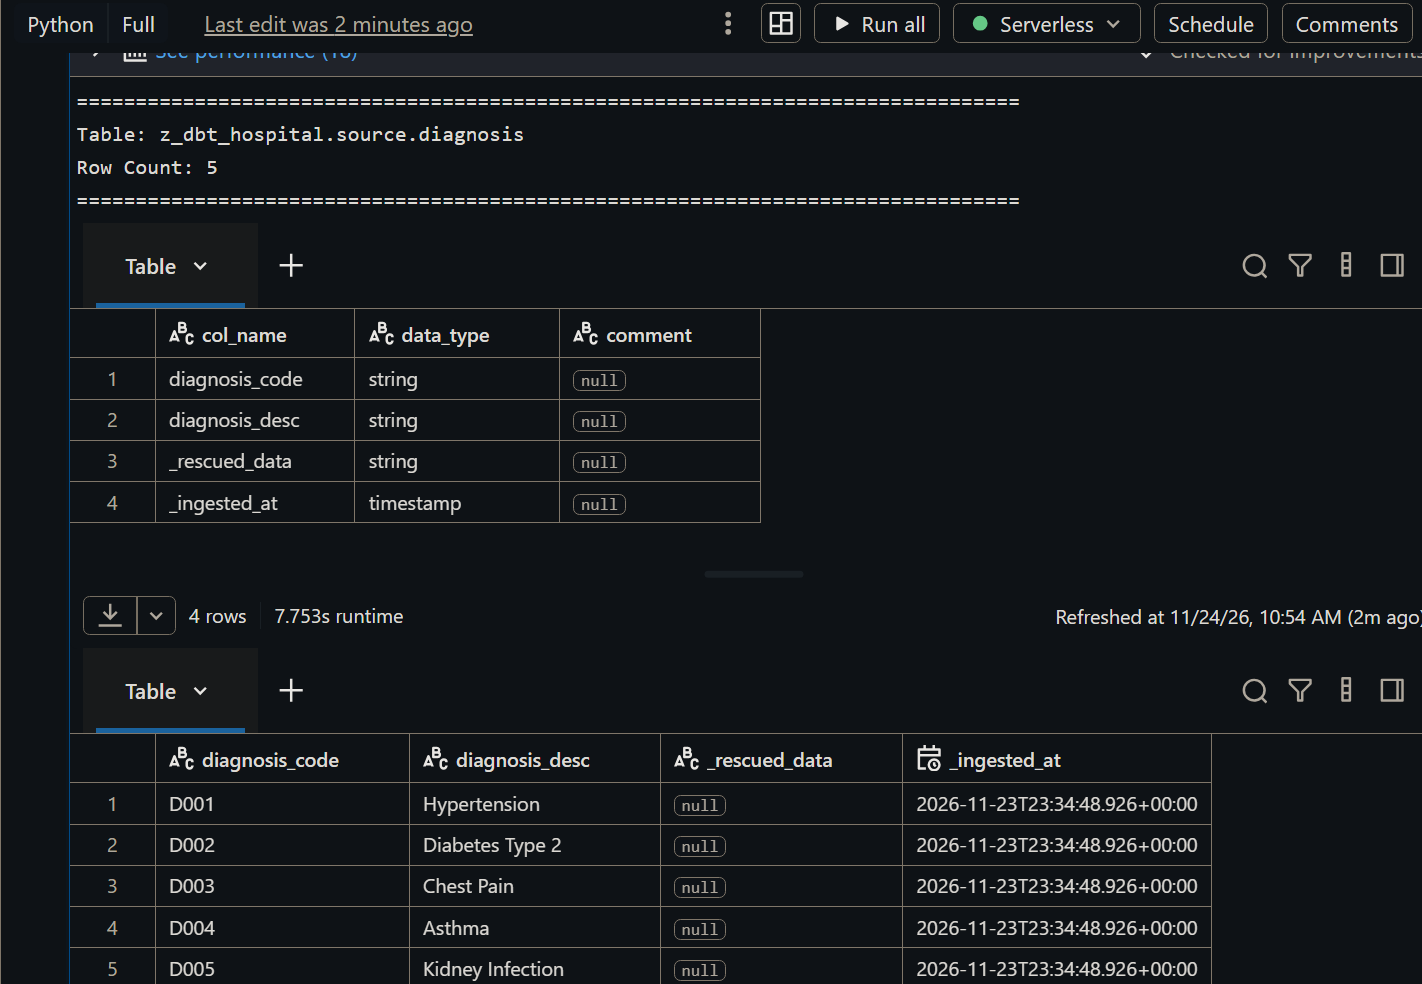 Python Full Last edit was 2 minutes ago Run all Serverless Schedule Comments
See performance (16) Checked for improvements
================================================================================
Table: z_dbt_hospital.source.diagnosis
Row Count: 5
================================================================================
Table
col_name data_type comment
1 diagnosis_code string null
2 diagnosis_desc string null
3 _rescued_data string null
4 _ingested_at timestamp null
4 rows 7.753s runtime Refreshed at 11/24/26, 10:54 AM (2m ago)
Table
diagnosis_code diagnosis_desc _rescued_data _ingested_at
1 D001 Hypertension null 2026-11-23T23:34:48.926+00:00
2 D002 Diabetes Type 2 null 2026-11-23T23:34:48.926+00:00
3 D003 Chest Pain null 2026-11-23T23:34:48.926+00:00
4 D004 Asthma null 2026-11-23T23:34:48.926+00:00
5 D005 Kidney Infection null 2026-11-23T23:34:48.926+00:00